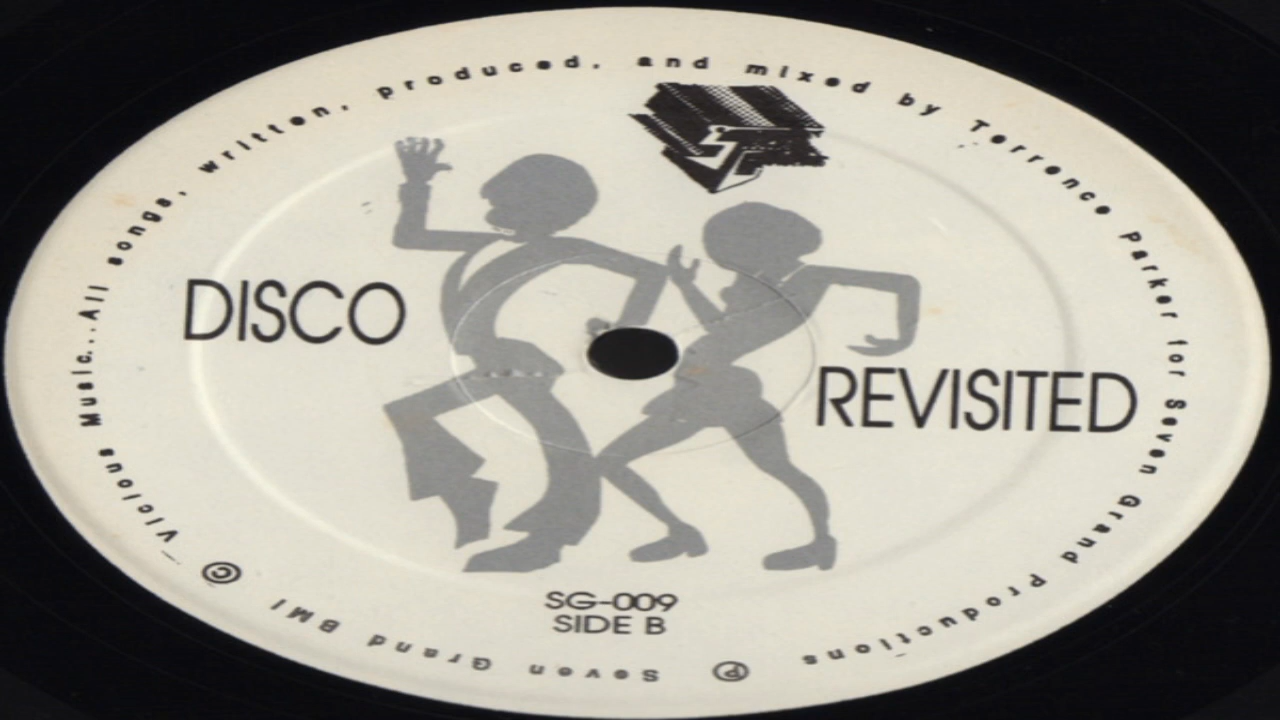 DISCO
REVISITED
SG-009
SIDE B
Vicious Music...All songs, written, produced, and mixed by Terrence Parker for Seven Grand Productions ℗ Seven Grand BMI ©